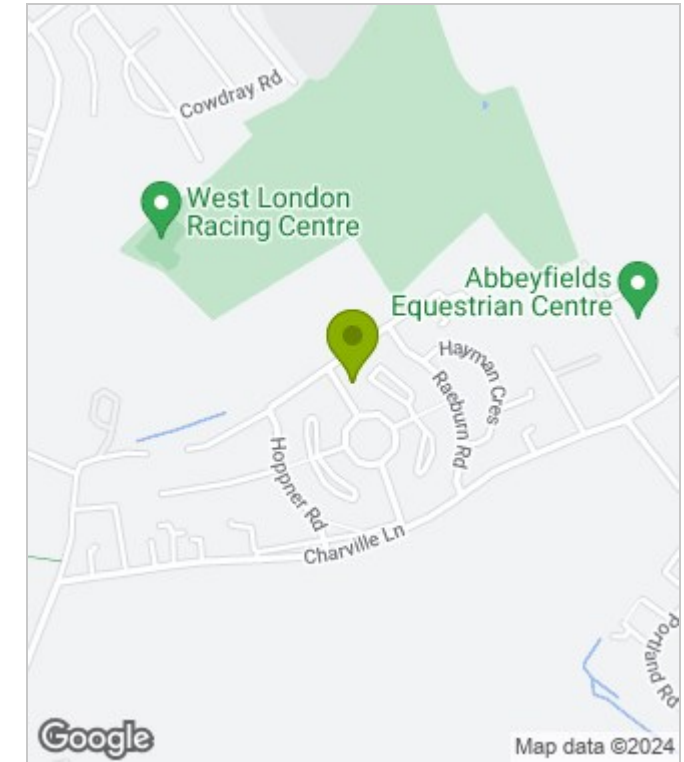 Cowdray Rd
West London
Racing Centre
Abbeyfields
Equestrian Centre
Hayman Cres
Raeburn Rd
Hoppner Rd
Charville Ln
Portland Rd
Google
Map data ©2024